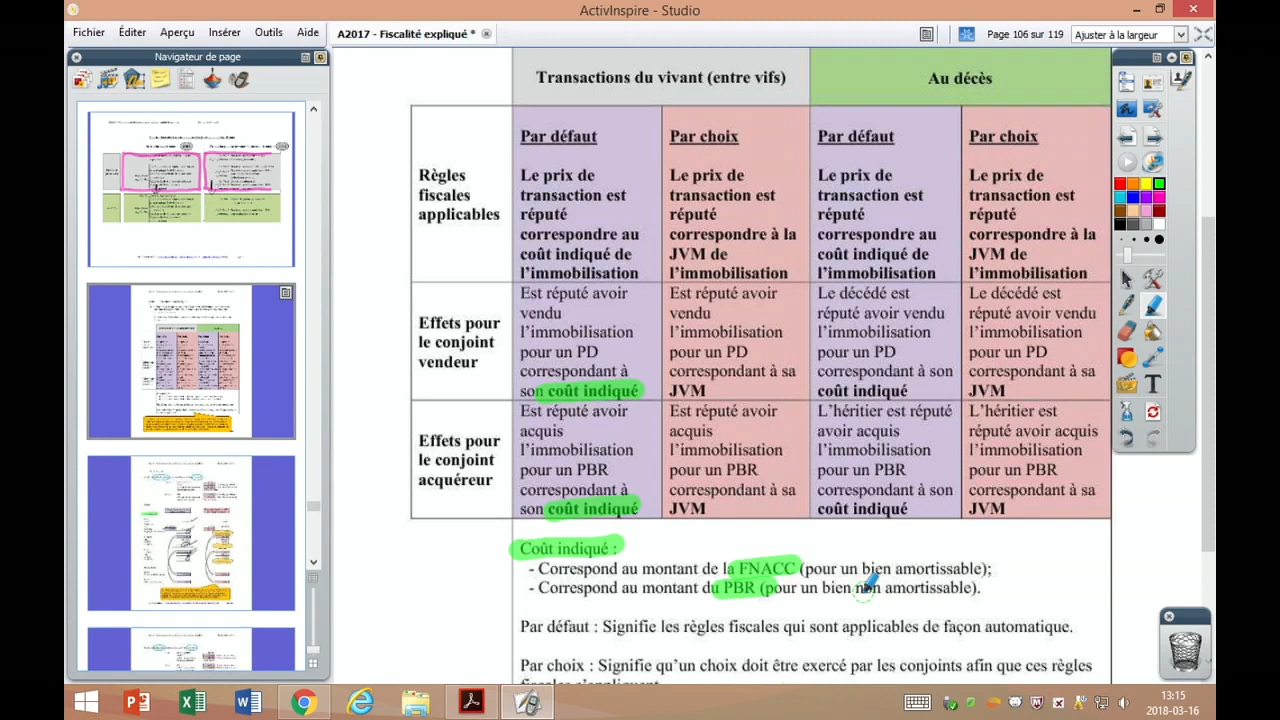 ActivInspire - Studio
Fichier Éditer Aperçu Insérer Outils Aide
A2017 - Fiscalité expliqué *
Page 106 sur 119
Ajuster à la largeur
Navigateur de page
Transactions du vivant (entre vifs)
Au décès
Règles
fiscales
applicables
Par défaut
Le prix de
transaction est
réputé
correspondre au
coût indiqué de
l'immobilisation
Par choix
Le prix de
transaction est
réputé
correspondre à la
JVM de
l'immobilisation
Par défaut
Le prix de
transaction est
réputé
correspondre au
coût indiqué de
l'immobilisation
Par choix
Le prix de
transaction est
réputé
correspondre à la
JVM de
l'immobilisation
Effets pour
le conjoint
vendeur
Est réputé avoir
vendu
l'immobilisation
pour un PD
correspondant à
son coût indiqué
Est réputé avoir
vendu
l'immobilisation
pour un PD
correspondant à sa
JVM
Le décédé est
réputé avoir vendu
l'immobilisation
pour un PD
correspondant à son
coût indiqué
Le décédé est
réputé avoir vendu
l'immobilisation
pour un PD
correspondant à sa
JVM
Effets pour
le conjoint
acquéreur
Est réputé avoir
acquis
l'immobilisation
pour un PBR
correspondant à
son coût indiqué
Est réputé avoir
acquis
l'immobilisation
pour un PBR
correspondant à sa
JVM
L'héritier est réputé
avoir acquis
l'immobilisation
pour un PBR
correspondant à son
coût indiqué
L'héritier est
réputé avoir acquis
l'immobilisation
pour un PBR
correspondant à sa
JVM
Coût indiqué :
- Correspond au montant de la FNACC (pour un bien amortissable);
- Correspond au montant du PBR (pour un bien non amortissable).
Par défaut : Signifie les règles fiscales qui sont applicables de façon automatique.
Par choix : Signifie qu'un choix doit être exercé par les conjoints afin que ces règles
fiscales s'appliquent.
13:15
2018-03-16